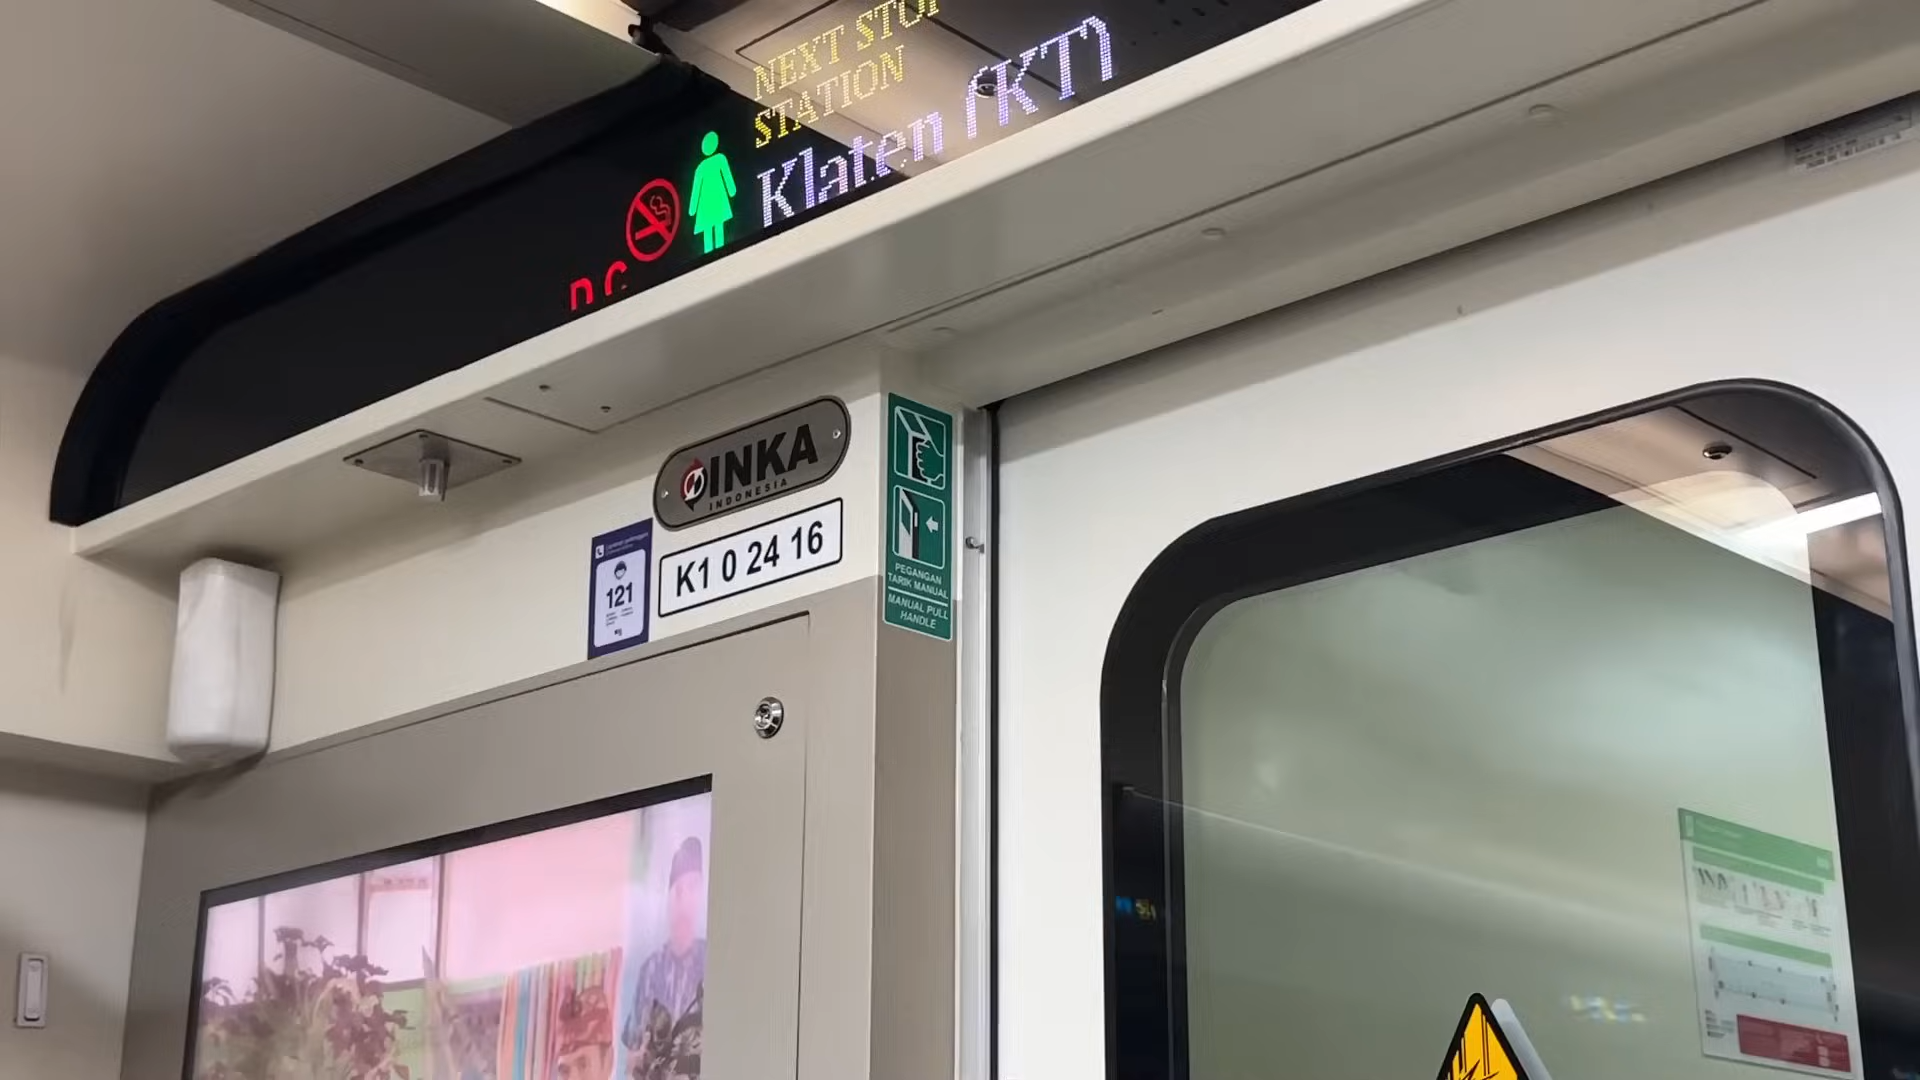 NEXT STOP
STATION
Klaten (KT)
INKA
INDONESIA
121
K1 0 24 16
PEGANGAN
TARIK MANUAL
MANUAL PULL
HANDLE